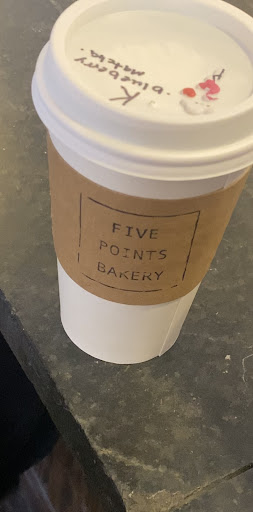 K
blueberry
matcha
FIVE
POINTS
BAKERY